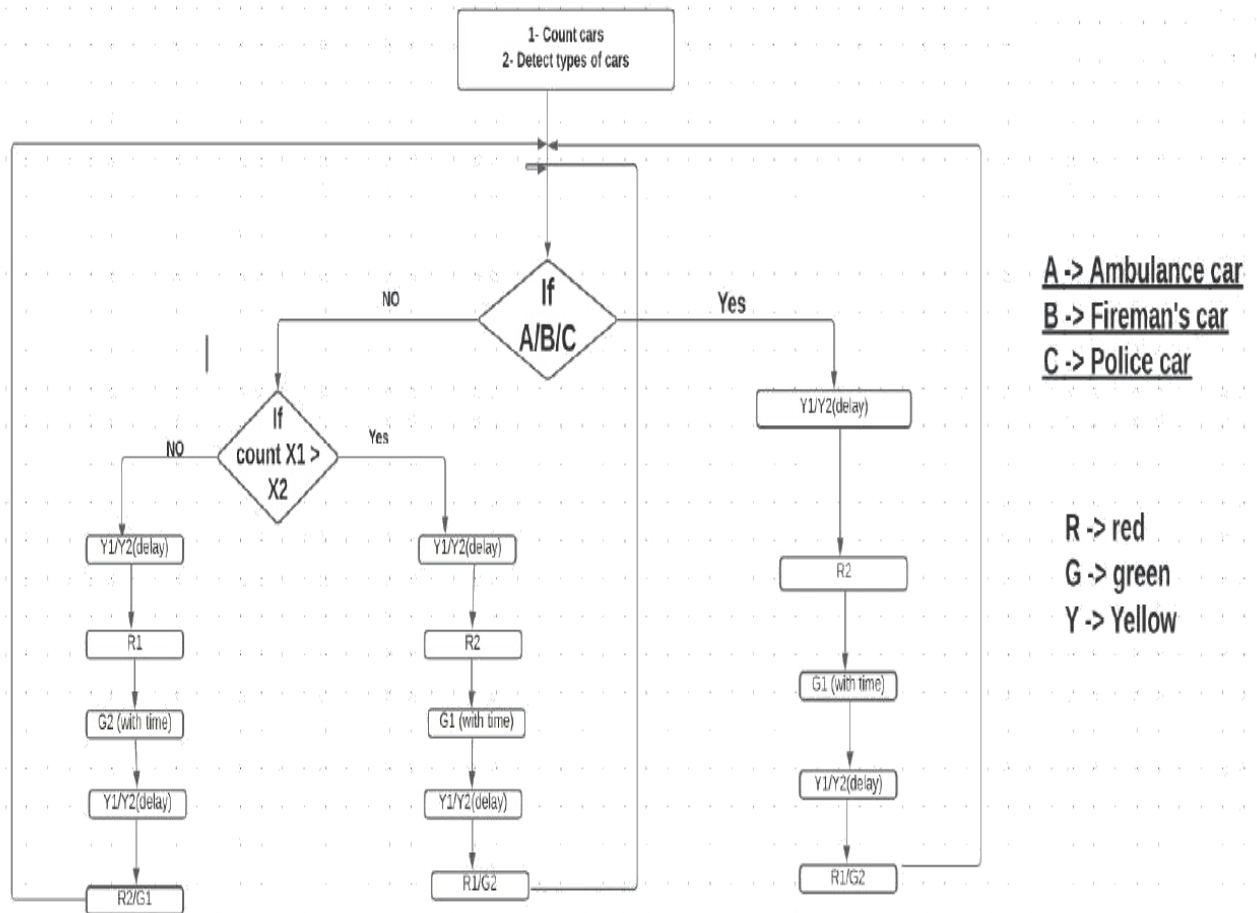 1- Count cars
2- Detect types of cars
If
A/B/C
NO
Yes
A -> Ambulance car
B -> Fireman's car
C -> Police car
If
count X1 >
X2
NO
Yes
Y1/Y2(delay)
R1
G2 (with time)
Y1/Y2(delay)
R2/G1
Y1/Y2(delay)
R2
G1 (with time)
Y1/Y2(delay)
R1/G2
Y1/Y2(delay)
R2
G1 (with time)
Y1/Y2(delay)
R1/G2
R -> red
G -> green
Y -> Yellow